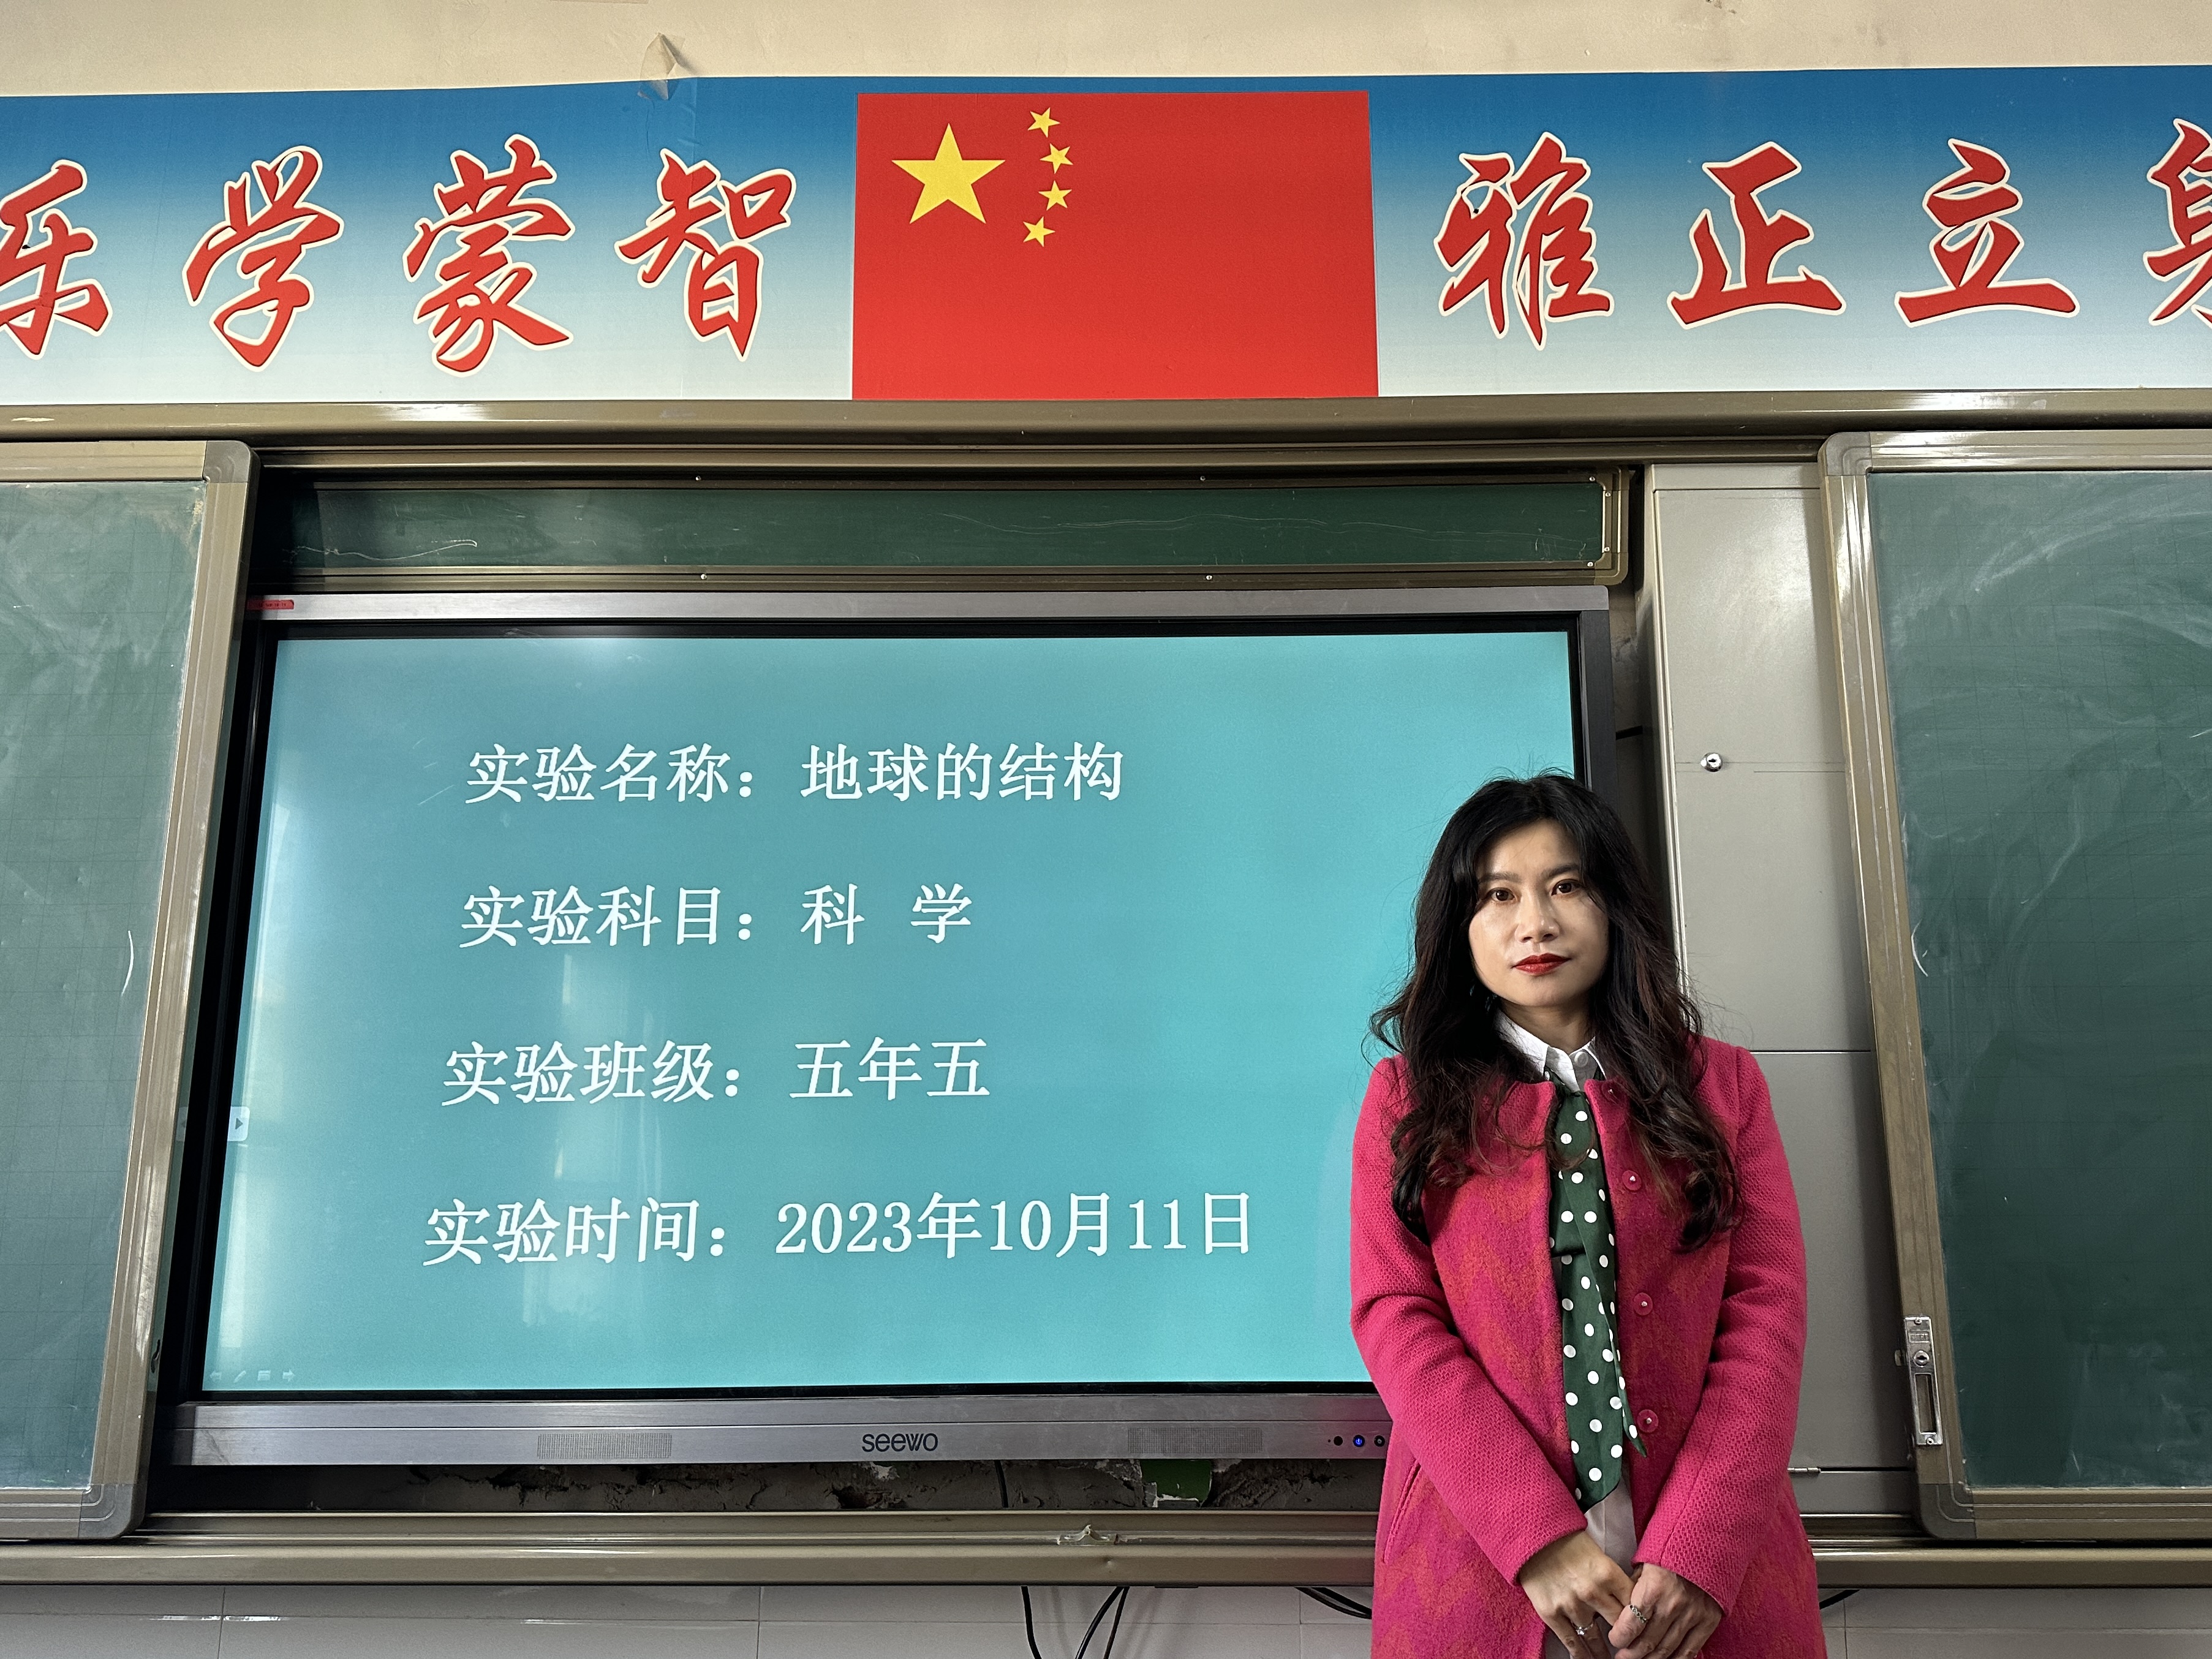 乐学蒙智 雅正立身
实验名称：地球的结构
实验科目：科 学
实验班级：五年五
实验时间：2023年10月11日
seewo